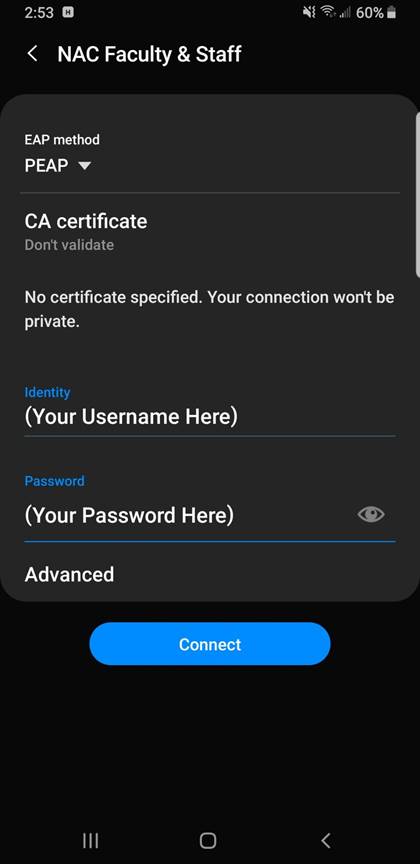 2:53 H 60%
NAC Faculty & Staff
EAP method
PEAP
CA certificate
Don't validate
No certificate specified. Your connection won't be
private.
Identity
(Your Username Here)
Password
(Your Password Here)
Advanced
Connect